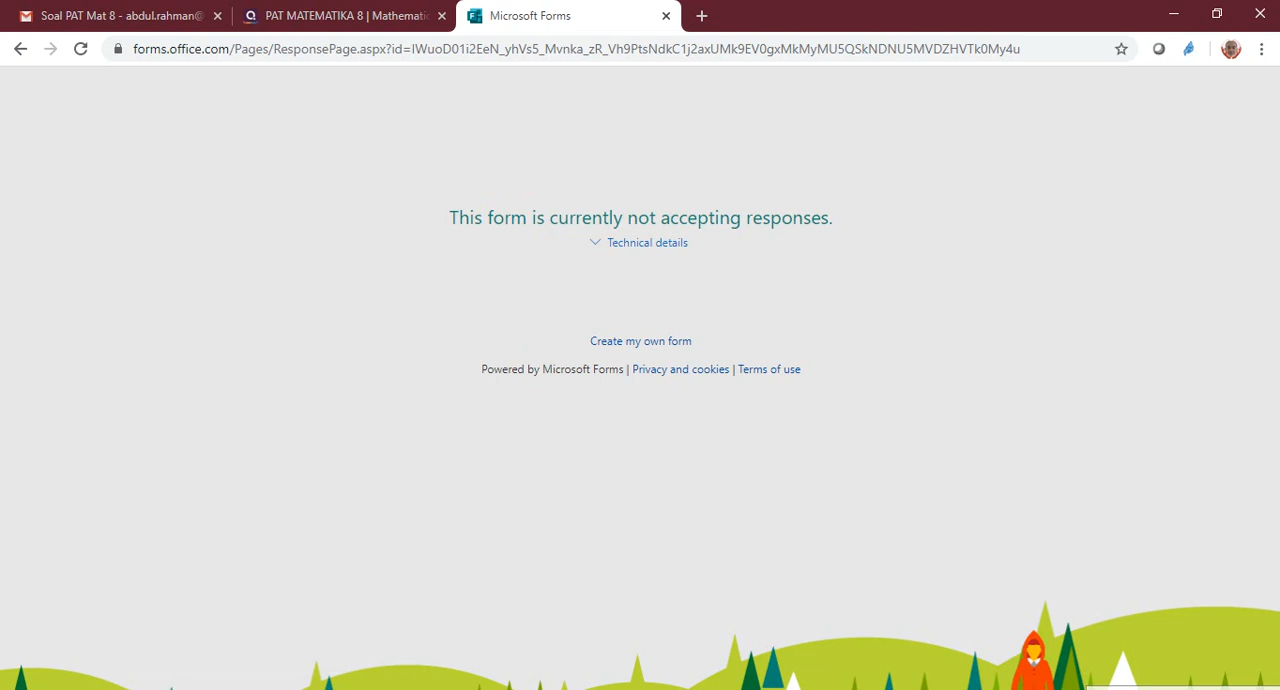 Soal PAT Mat 8 - abdul.rahman@
PAT MATEMATIKA 8 | Mathematic
Microsoft Forms
forms.office.com/Pages/ResponsePage.aspx?id=IWuoD01i2EeN_yhVs5_Mvnka_zR_Vh9PtsNdkC1j2axUMk9EV0gxMkMyMU5QSkNDNU5MVDZHVTk0My4u
This form is currently not accepting responses.
Technical details
Create my own form
Powered by Microsoft Forms | Privacy and cookies | Terms of use